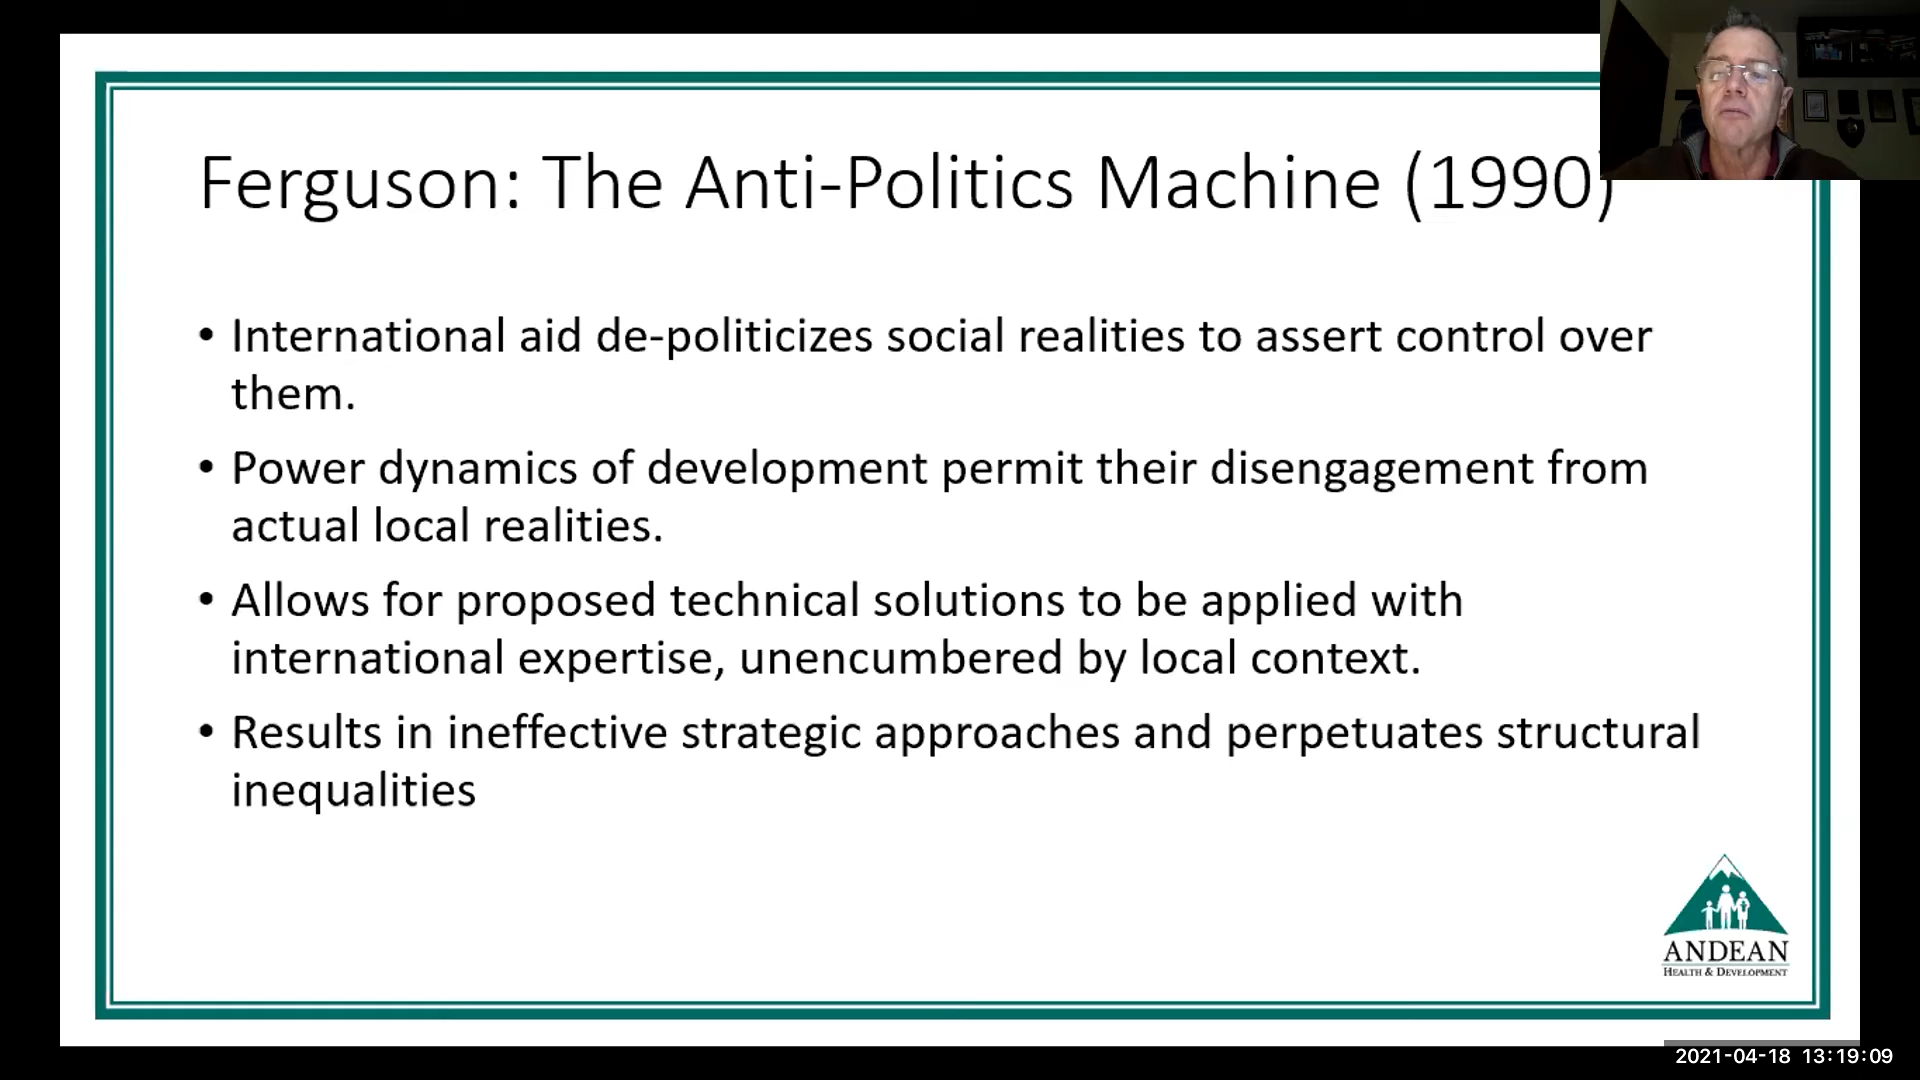 Ferguson: The Anti-Politics Machine (1990)
• International aid de-politicizes social realities to assert control over
them.
• Power dynamics of development permit their disengagement from
actual local realities.
• Allows for proposed technical solutions to be applied with
international expertise, unencumbered by local context.
• Results in ineffective strategic approaches and perpetuates structural
inequalities
ANDEAN
HEALTH & DEVELOPMENT
2021-04-18 13:19:09